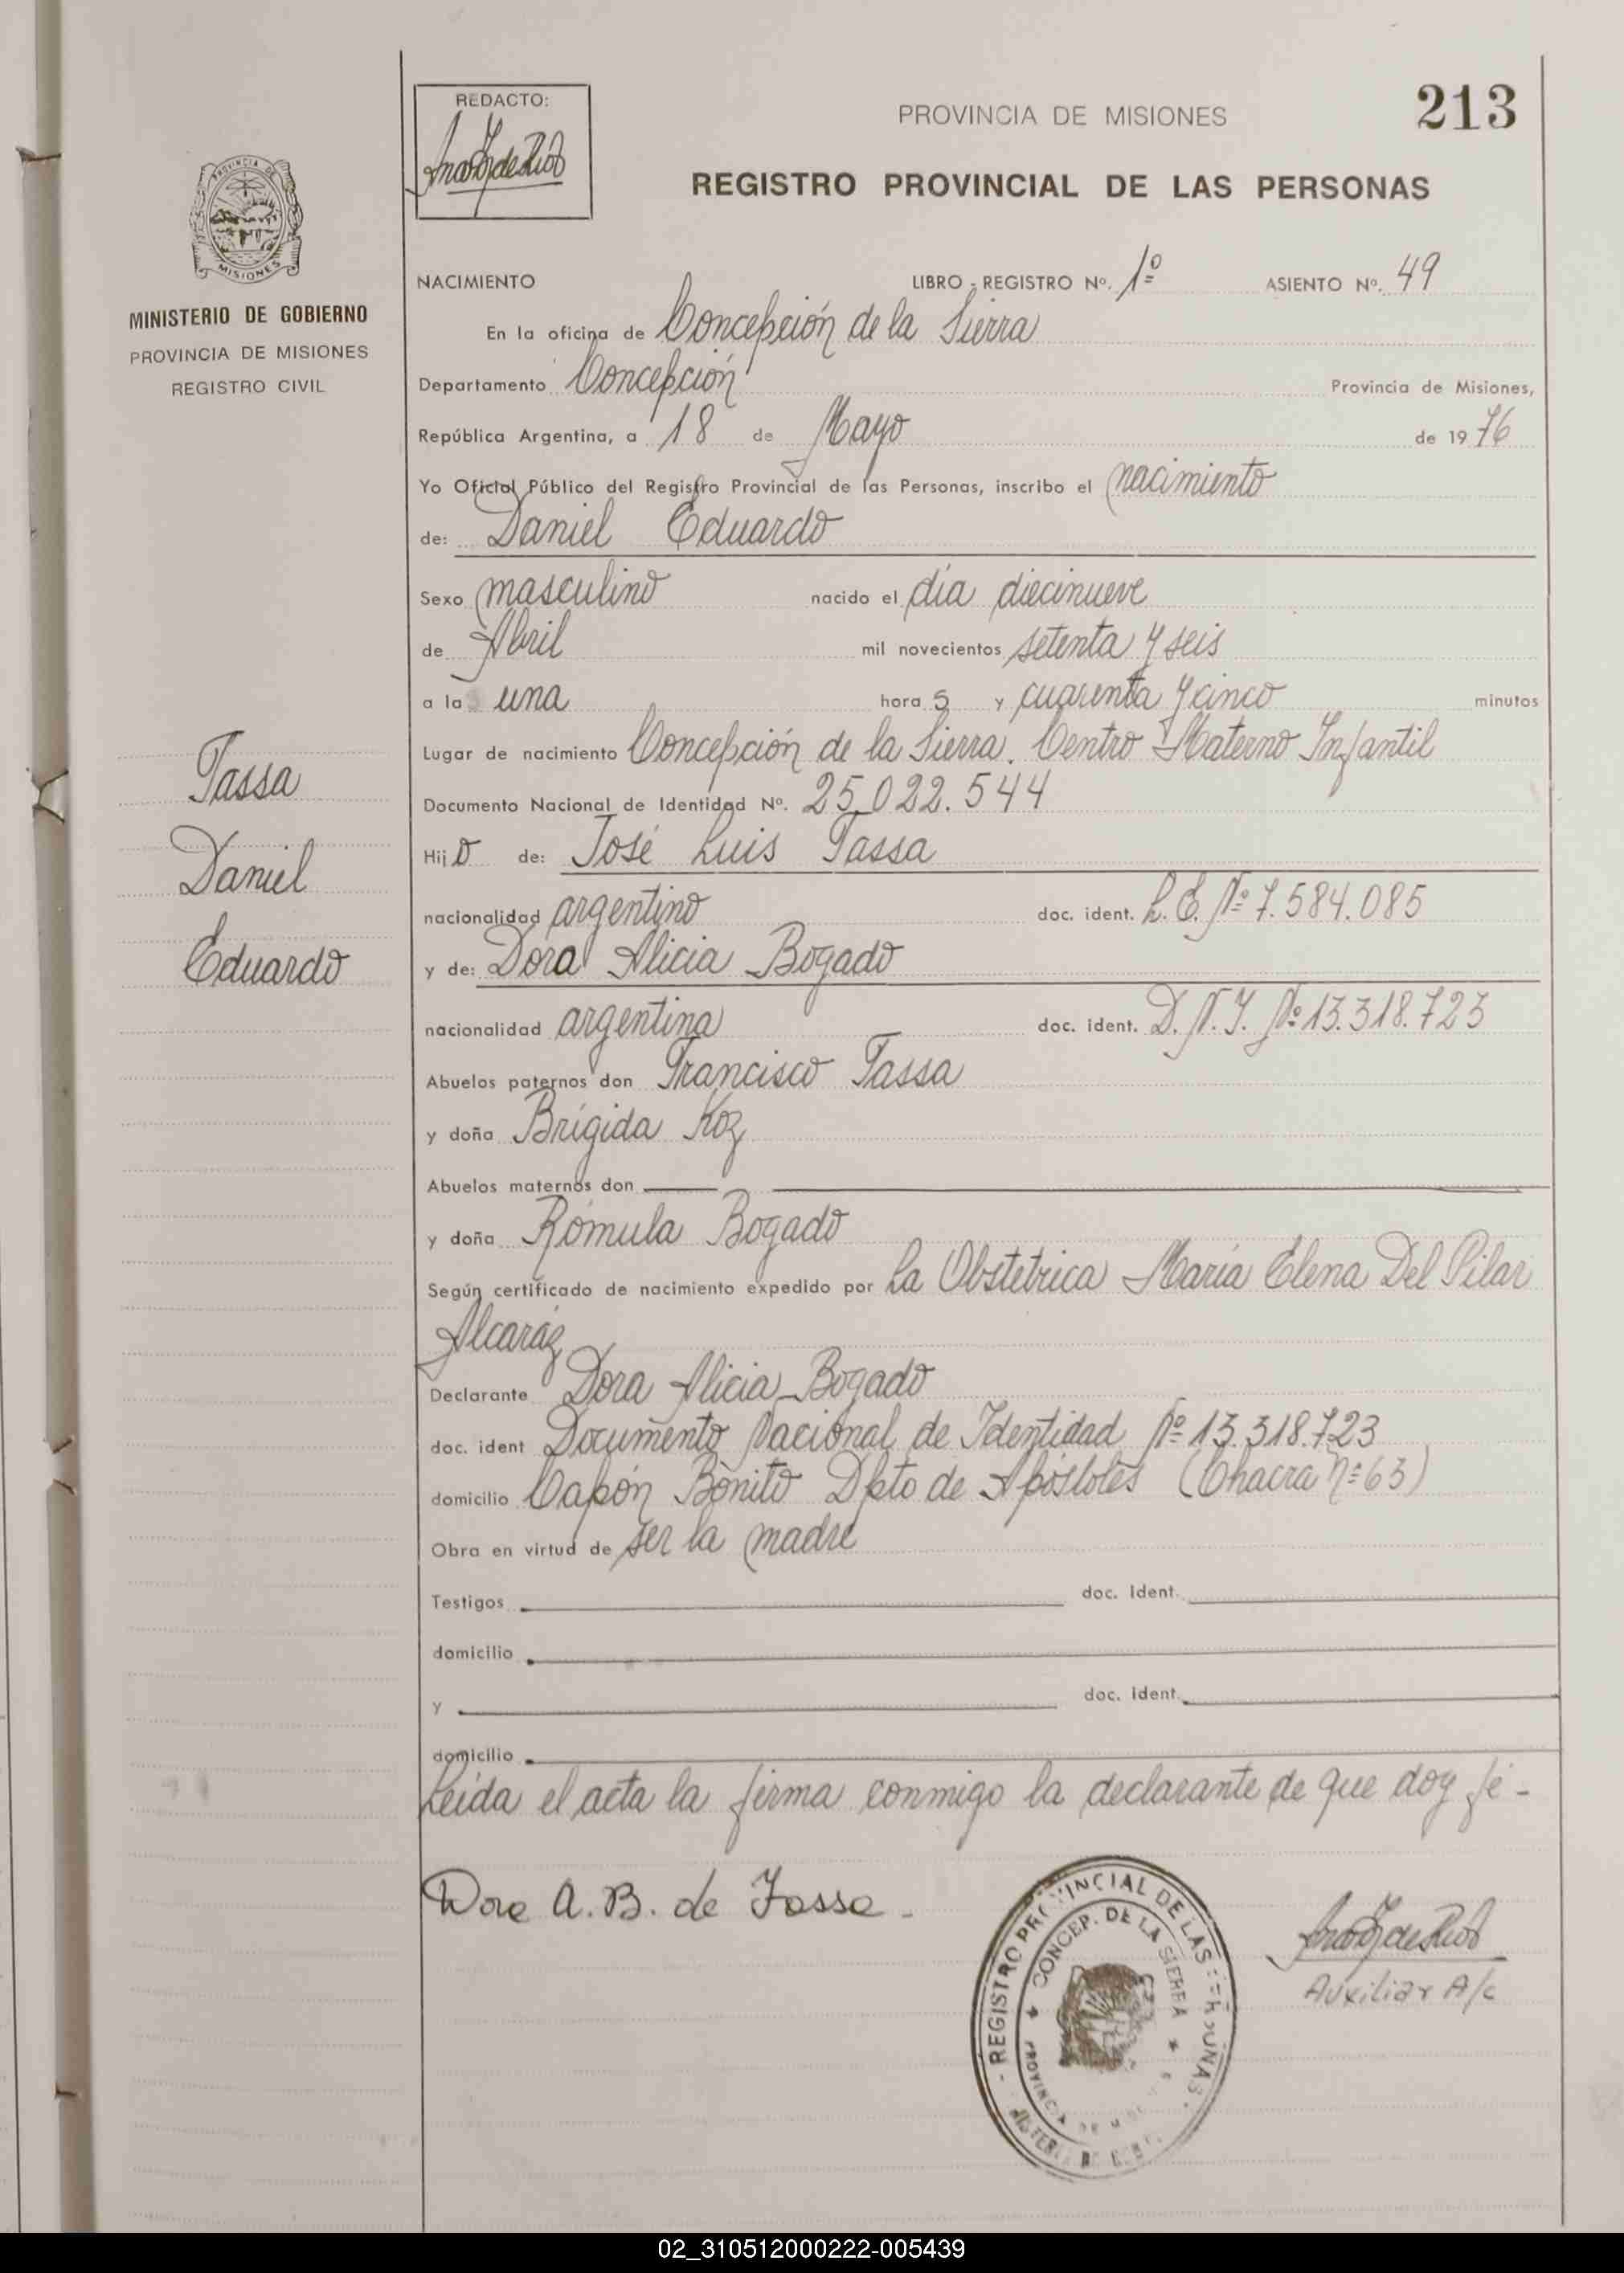 REDACTO:
PROVINCIA DE MISIONES
213
REGISTRO PROVINCIAL DE LAS PERSONAS
PROVINCIA DE
MISIONES
MINISTERIO DE GOBIERNO
PROVINCIA DE MISIONES
REGISTRO CIVIL
NACIMIENTO LIBRO - REGISTRO Nº. 1º ASIENTO Nº. 49
En la oficina de Concepción de la Sierra
Departamento Concepción Provincia de Misiones,
República Argentina, a 18 de Mayo de 1976
Yo Oficial Público del Registro Provincial de las Personas, inscribo el nacimiento
de: Daniel Eduardo
Sexo masculino nacido el día diecinueve
de Abril mil novecientos setenta y seis
a la una hora S y cuarenta y cinco minutos
Lugar de nacimiento Concepción de la Sierra. Centro Materno Infantil
Documento Nacional de Identidad Nº. 25.022.544
Hijo de: José Luis Tassa
nacionalidad argentino doc. ident. L.E. Nº 7.584.085
y de: Dora Alicia Bogado
nacionalidad argentina doc. ident. D.N.I. Nº 13.318.723
Abuelos paternos don Francisco Tassa
y doña Brígida Koz
Abuelos maternos don
y doña Rómula Bogado
Según certificado de nacimiento expedido por La Obstetrica María Elena Del Pilar
Alcaráz
Declarante Dora Alicia Bogado
doc. ident Documento Nacional de Identidad Nº 13.318.723
domicilio Capón Bonito Dpto de Apóstoles (Chacra Nº 63)
Obra en virtud de ser la madre
Testigos doc. ident.
domicilio
y doc. ident.
domicilio
Leída el acta la firma conmigo la declarante de que doy fé -
Tassa
Daniel
Eduardo
Dora A. B. de Tassa -
REGISTRO PROVINCIAL DE LAS PERSONAS
CONCEP. DE LA SIERRA
PROVINCIA DE
Auxiliar A/c
02_310512000222-005439